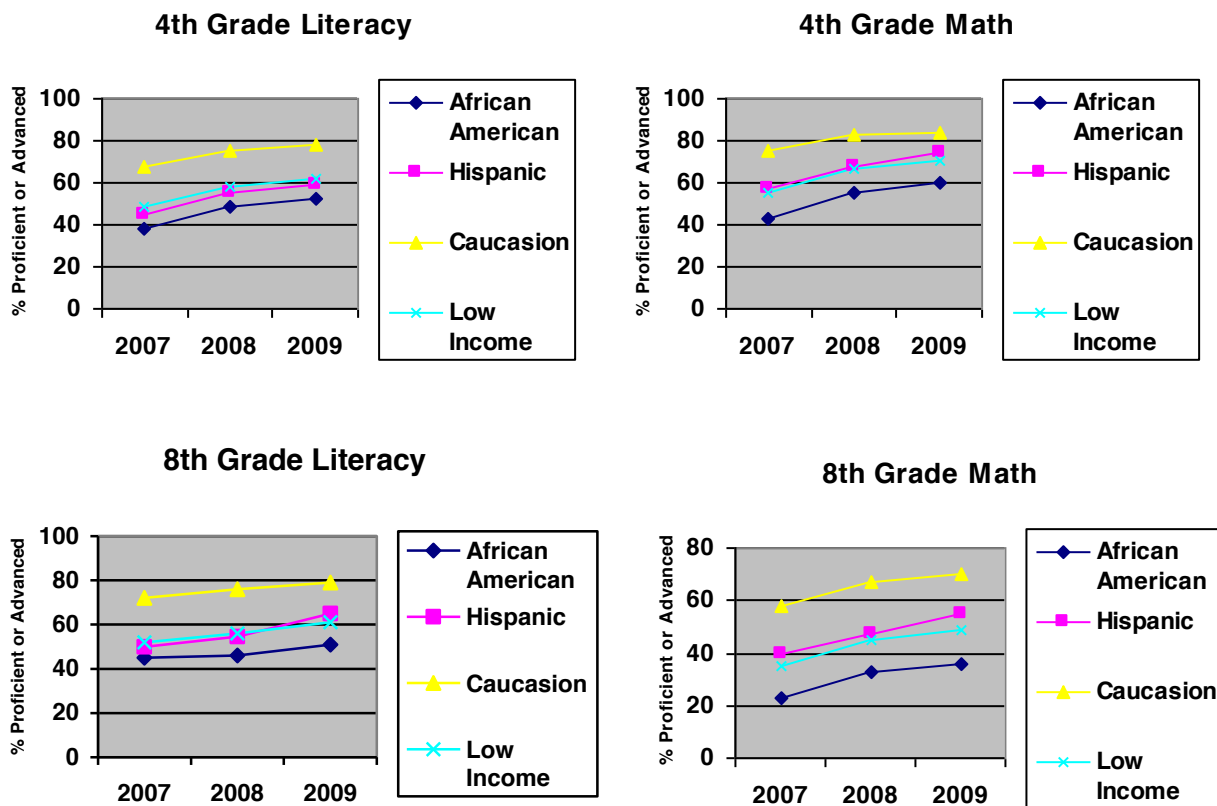 4th Grade Literacy
% Proficient or Advanced
100
80
60
40
20
0
2007 2008 2009
African
American
Hispanic
Caucasion
Low
Income
4th Grade Math
% Proficient or Advanced
100
80
60
40
20
0
2007 2008 2009
African
American
Hispanic
Caucasion
Low
Income
8th Grade Literacy
% Proficient or Advanced
100
80
60
40
20
0
2007 2008 2009
African
American
Hispanic
Caucasion
Low
Income
8th Grade Math
% Proficient or Advanced
80
60
40
20
0
2007 2008 2009
African
American
Hispanic
Caucasion
Low
Income